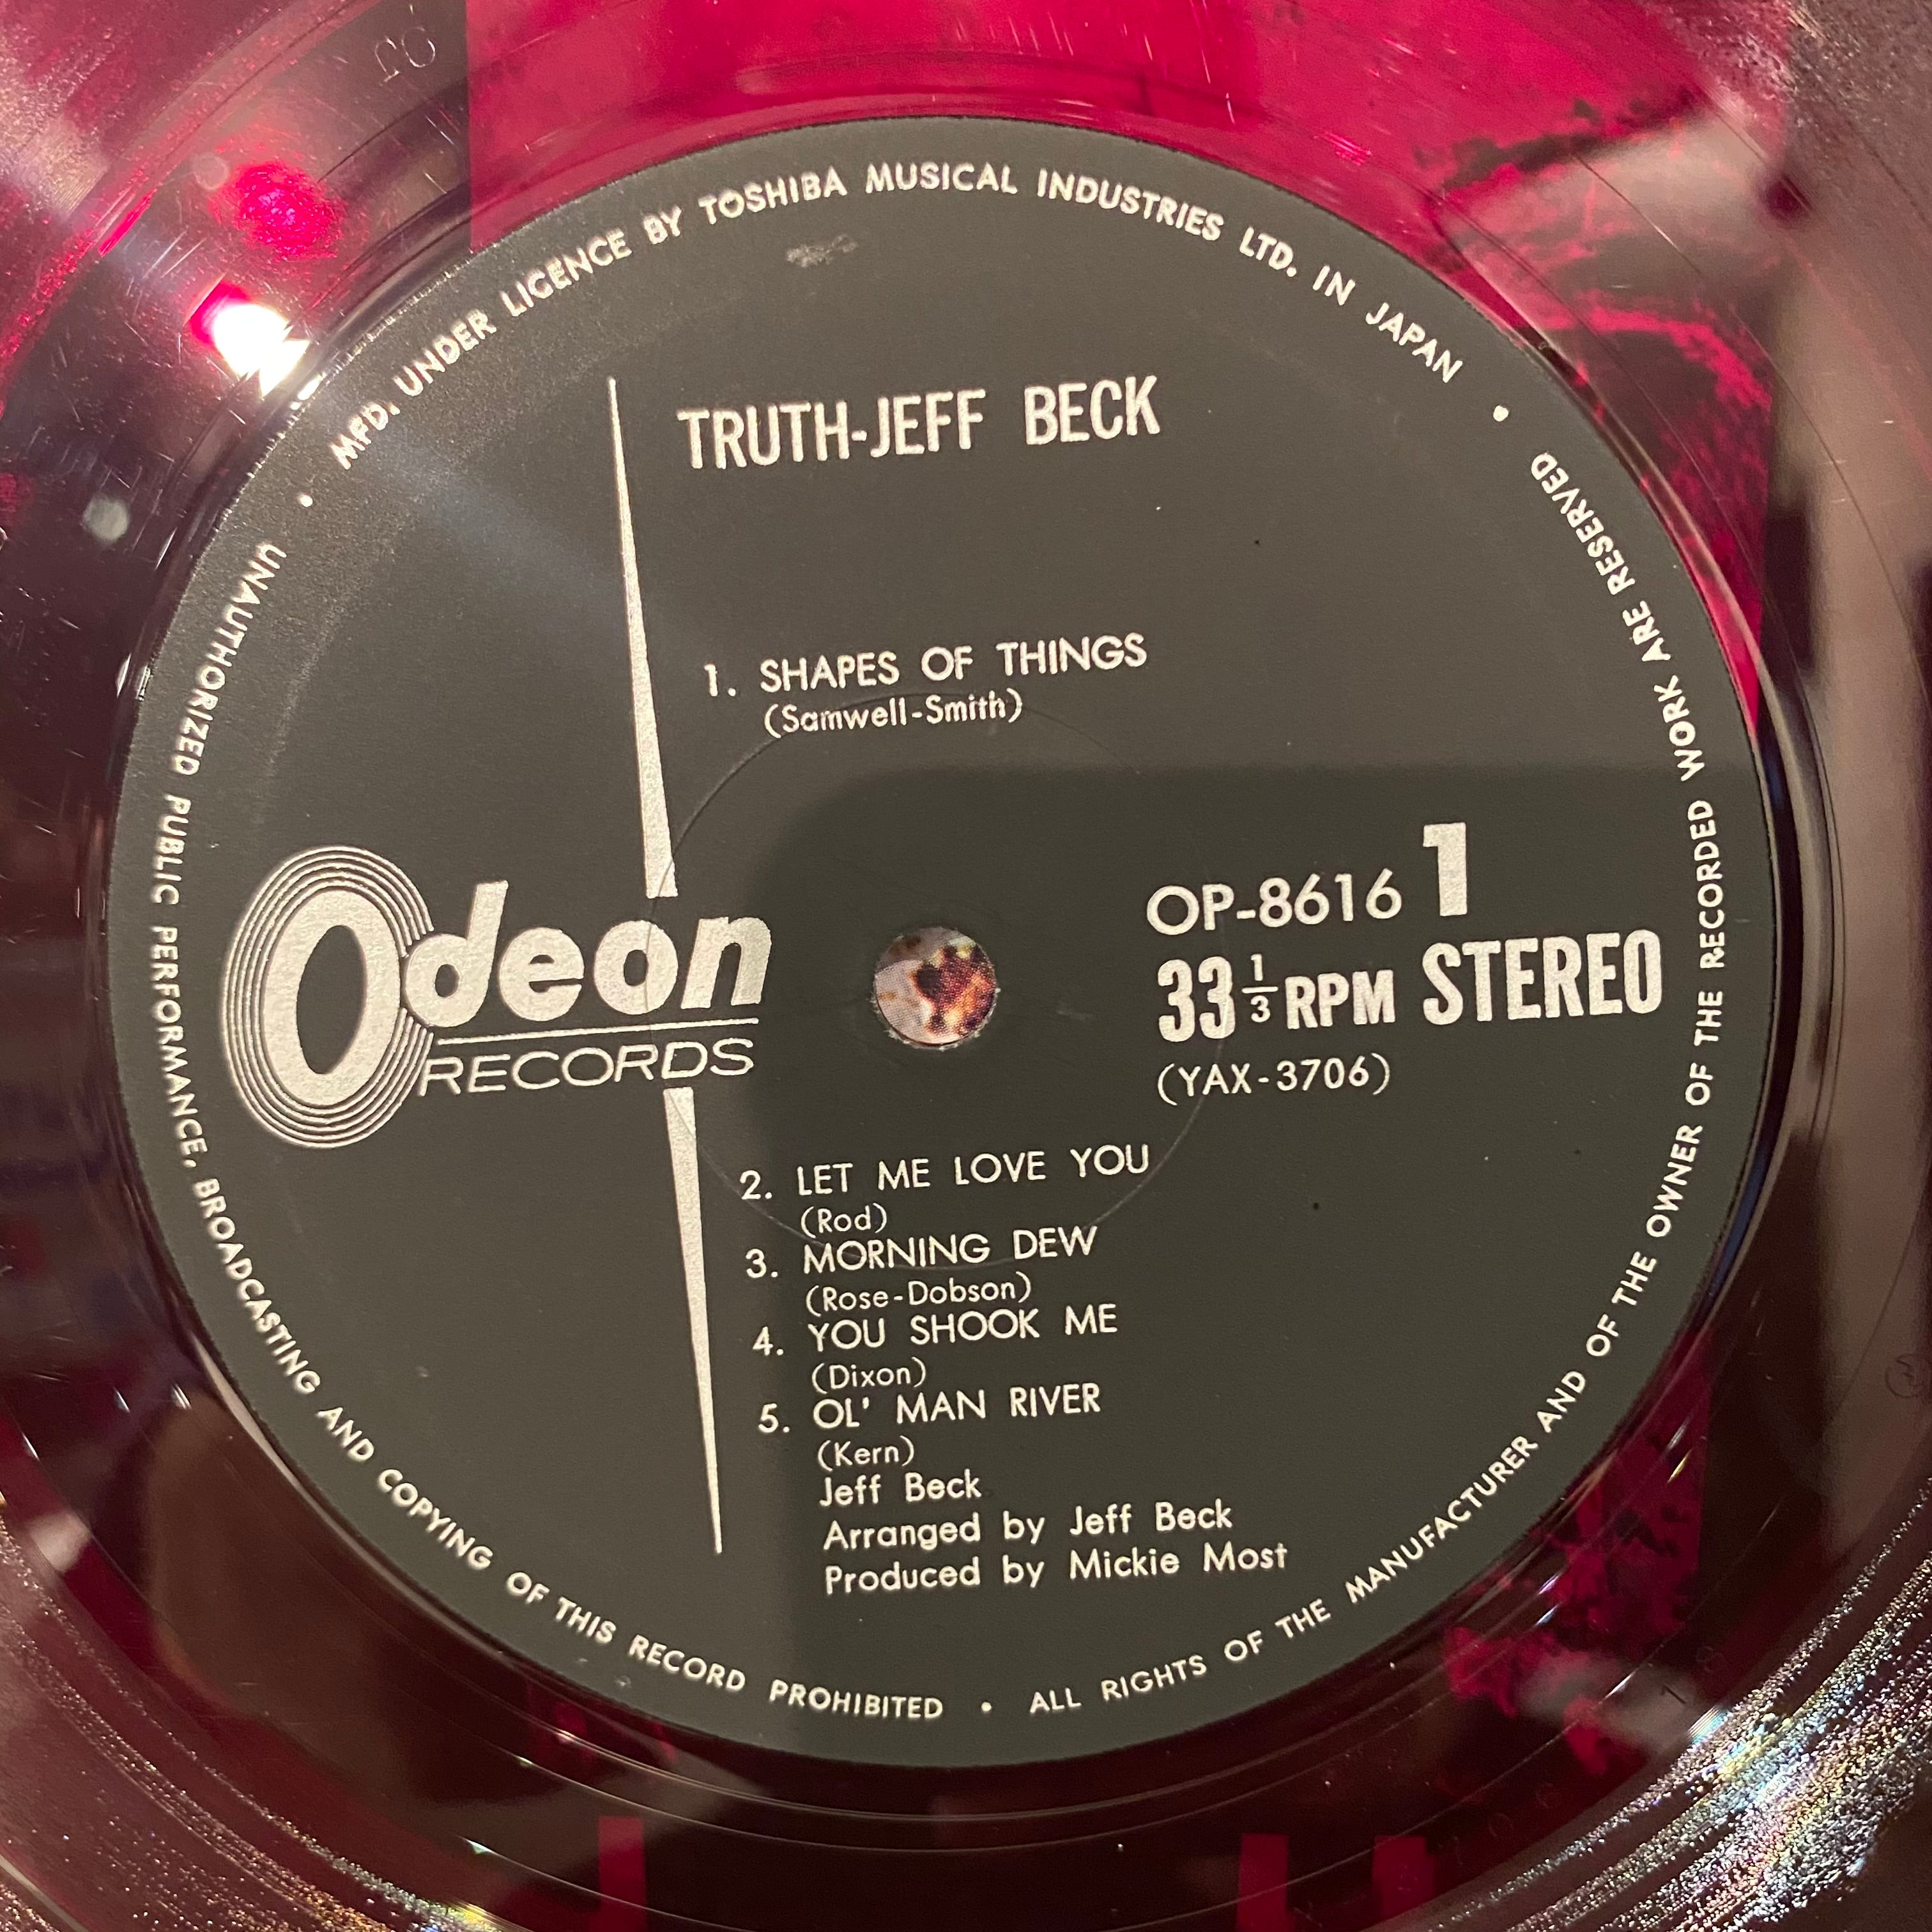 MFD. UNDER LICENCE BY TOSHIBA MUSICAL INDUSTRIES LTD. IN JAPAN •
TRUTH-JEFF BECK
1. SHAPES OF THINGS
(Samwell-Smith)
Odeon
RECORDS
OP-8616 1
33 1/3 RPM STEREO
(YAX-3706)
2. LET ME LOVE YOU
(Rod)
3. MORNING DEW
(Rose-Dobson)
4. YOU SHOOK ME
(Dixon)
5. OL' MAN RIVER
(Kern)
Jeff Beck
Arranged by Jeff Beck
Produced by Mickie Most
UNAUTHORIZED PUBLIC PERFORMANCE, BROADCASTING AND COPYING OF THIS RECORD PROHIBITED • ALL RIGHTS OF THE MANUFACTURER AND OF THE OWNER OF THE RECORDED WORK ARE RESERVED •